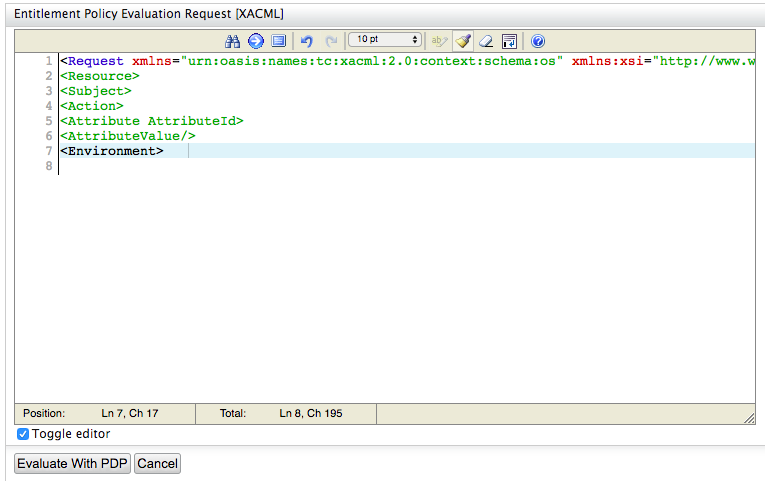 Entitlement Policy Evaluation Request [XACML]
10 pt
1 <Request xmlns="urn:oasis:names:tc:xacml:2.0:context:schema:os" xmlns:xsi="http://www.w
2 <Resource>
3 <Subject>
4 <Action>
5 <Attribute AttributeId>
6 <AttributeValue/>
7 <Environment>
8
Position: Ln 7, Ch 17 Total: Ln 8, Ch 195
Toggle editor
Evaluate With PDP Cancel